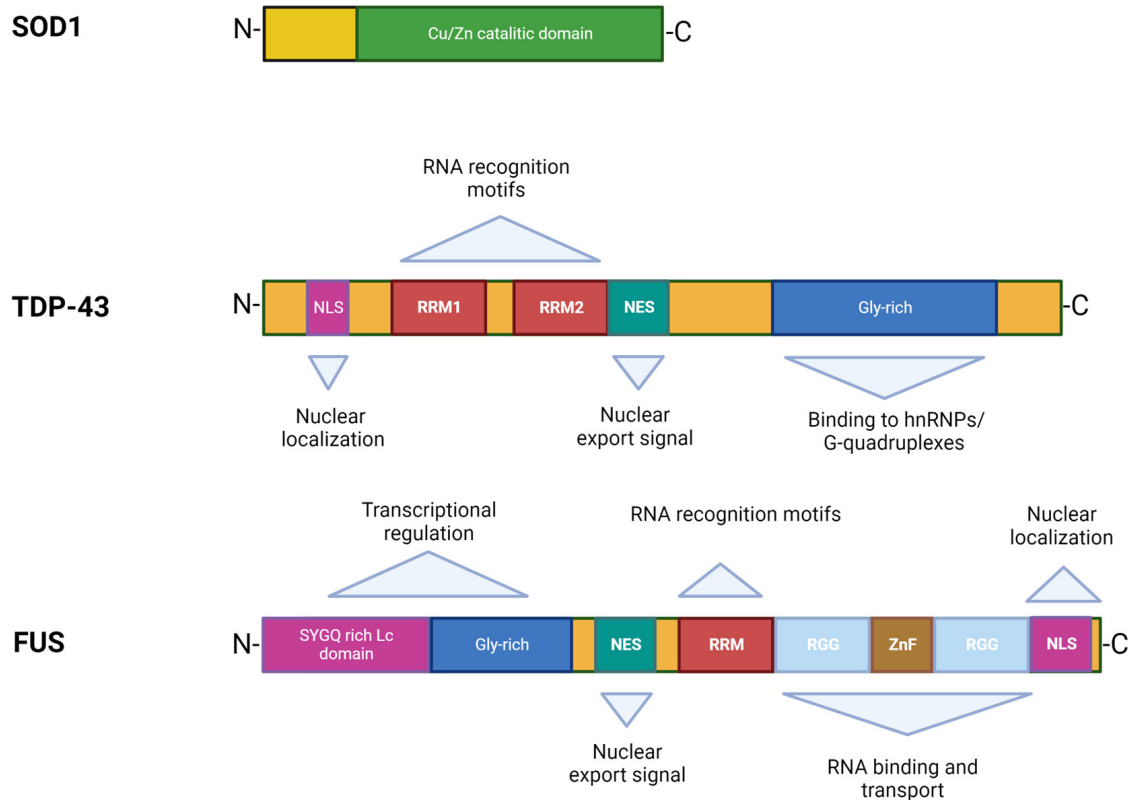 SOD1
N-
Cu/Zn catalitic domain
-C
RNA recognition
motifs
TDP-43
N-
NLS
RRM1
RRM2
NES
Gly-rich
-C
Nuclear
localization
Nuclear
export signal
Binding to hnRNPs/
G-quadruplexes
Transcriptional
regulation
RNA recognition motifs
Nuclear
localization
FUS
N-
SYGQ rich Lc
domain
Gly-rich
NES
RRM
RGG
ZnF
RGG
NLS
-C
Nuclear
export signal
RNA binding and
transport